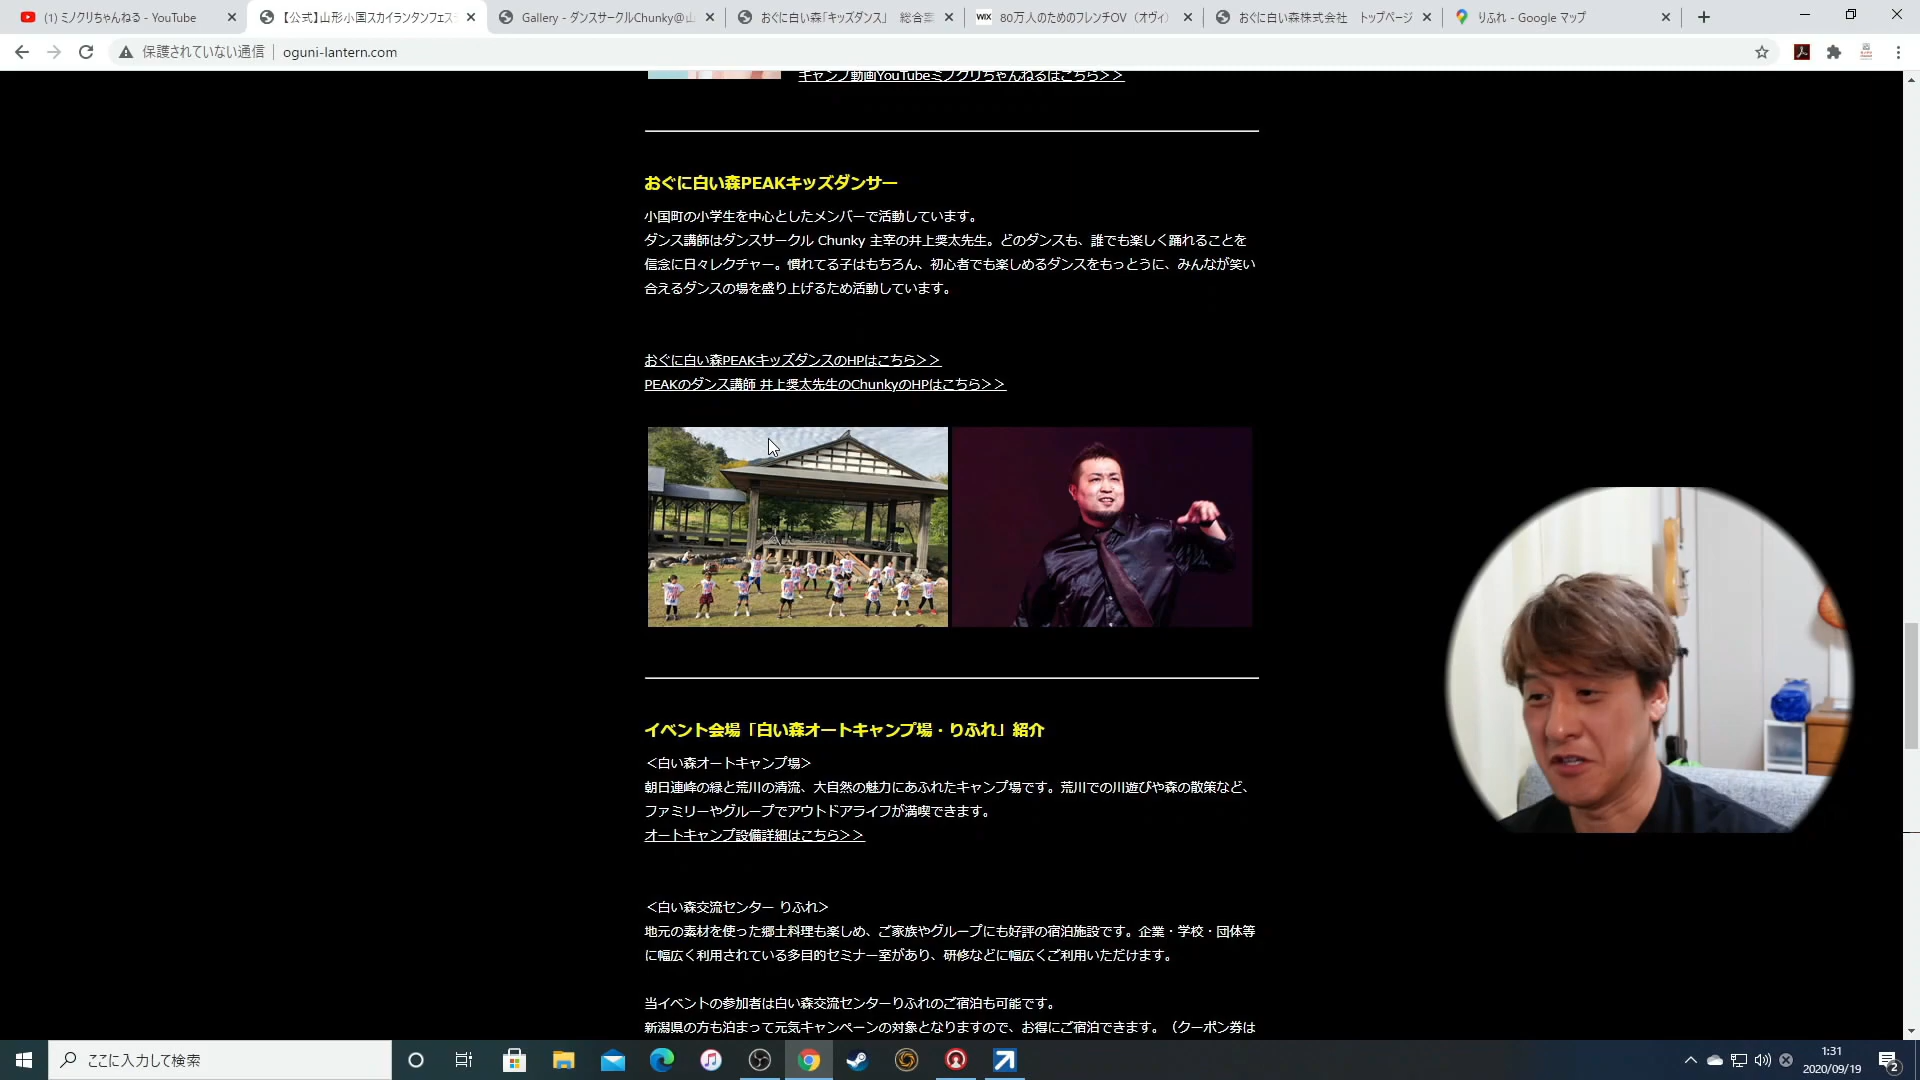 (1) ミノクリちゃんねる - YouTube
【公式】山形小国スカイランタンフェス
Gallery - ダンスサークルChunky@山
おぐに白い森「キッズダンス」 総合
80万人のためのフレンチOV（オヴィ）
おぐに白い森株式会社 トップページ
りふれ - Google マップ
保護されていない通信
oguni-lantern.com
キャンプ動画YouTubeミノクリちゃんねるはこちら>>
おぐに白い森PEAKキッズダンサー
小国町の小学生を中心としたメンバーで活動しています。
ダンス講師はダンスサークル Chunky 主宰の井上奨太先生。どのダンスも、誰でも楽しく踊れることを
信念に日々レクチャー。慣れてる子はもちろん、初心者でも楽しめるダンスをもっとうに、みんなが笑い
合えるダンスの場を盛り上げるため活動しています。
おぐに白い森PEAKキッズダンスのHPはこちら>>
PEAKのダンス講師 井上奨太先生のChunkyのHPはこちら>>
イベント会場「白い森オートキャンプ場・りふれ」紹介
＜白い森オートキャンプ場＞
朝日連峰の緑と荒川の清流、大自然の魅力にあふれたキャンプ場です。荒川での川遊びや森の散策など、
ファミリーやグループでアウトドアライフが満喫できます。
オートキャンプ設備詳細はこちら>>
＜白い森交流センター りふれ＞
地元の素材を使った郷土料理も楽しめ、ご家族やグループにも好評の宿泊施設です。企業・学校・団体等
に幅広く利用されている多目的セミナー室があり、研修などに幅広くご利用いただけます。
当イベントの参加者は白い森交流センターりふれのご宿泊も可能です。
新潟県の方も泊まって元気キャンペーンの対象となりますので、お得にご宿泊できます。（クーポン券は
ここに入力して検索
1:31
2020/09/19
2